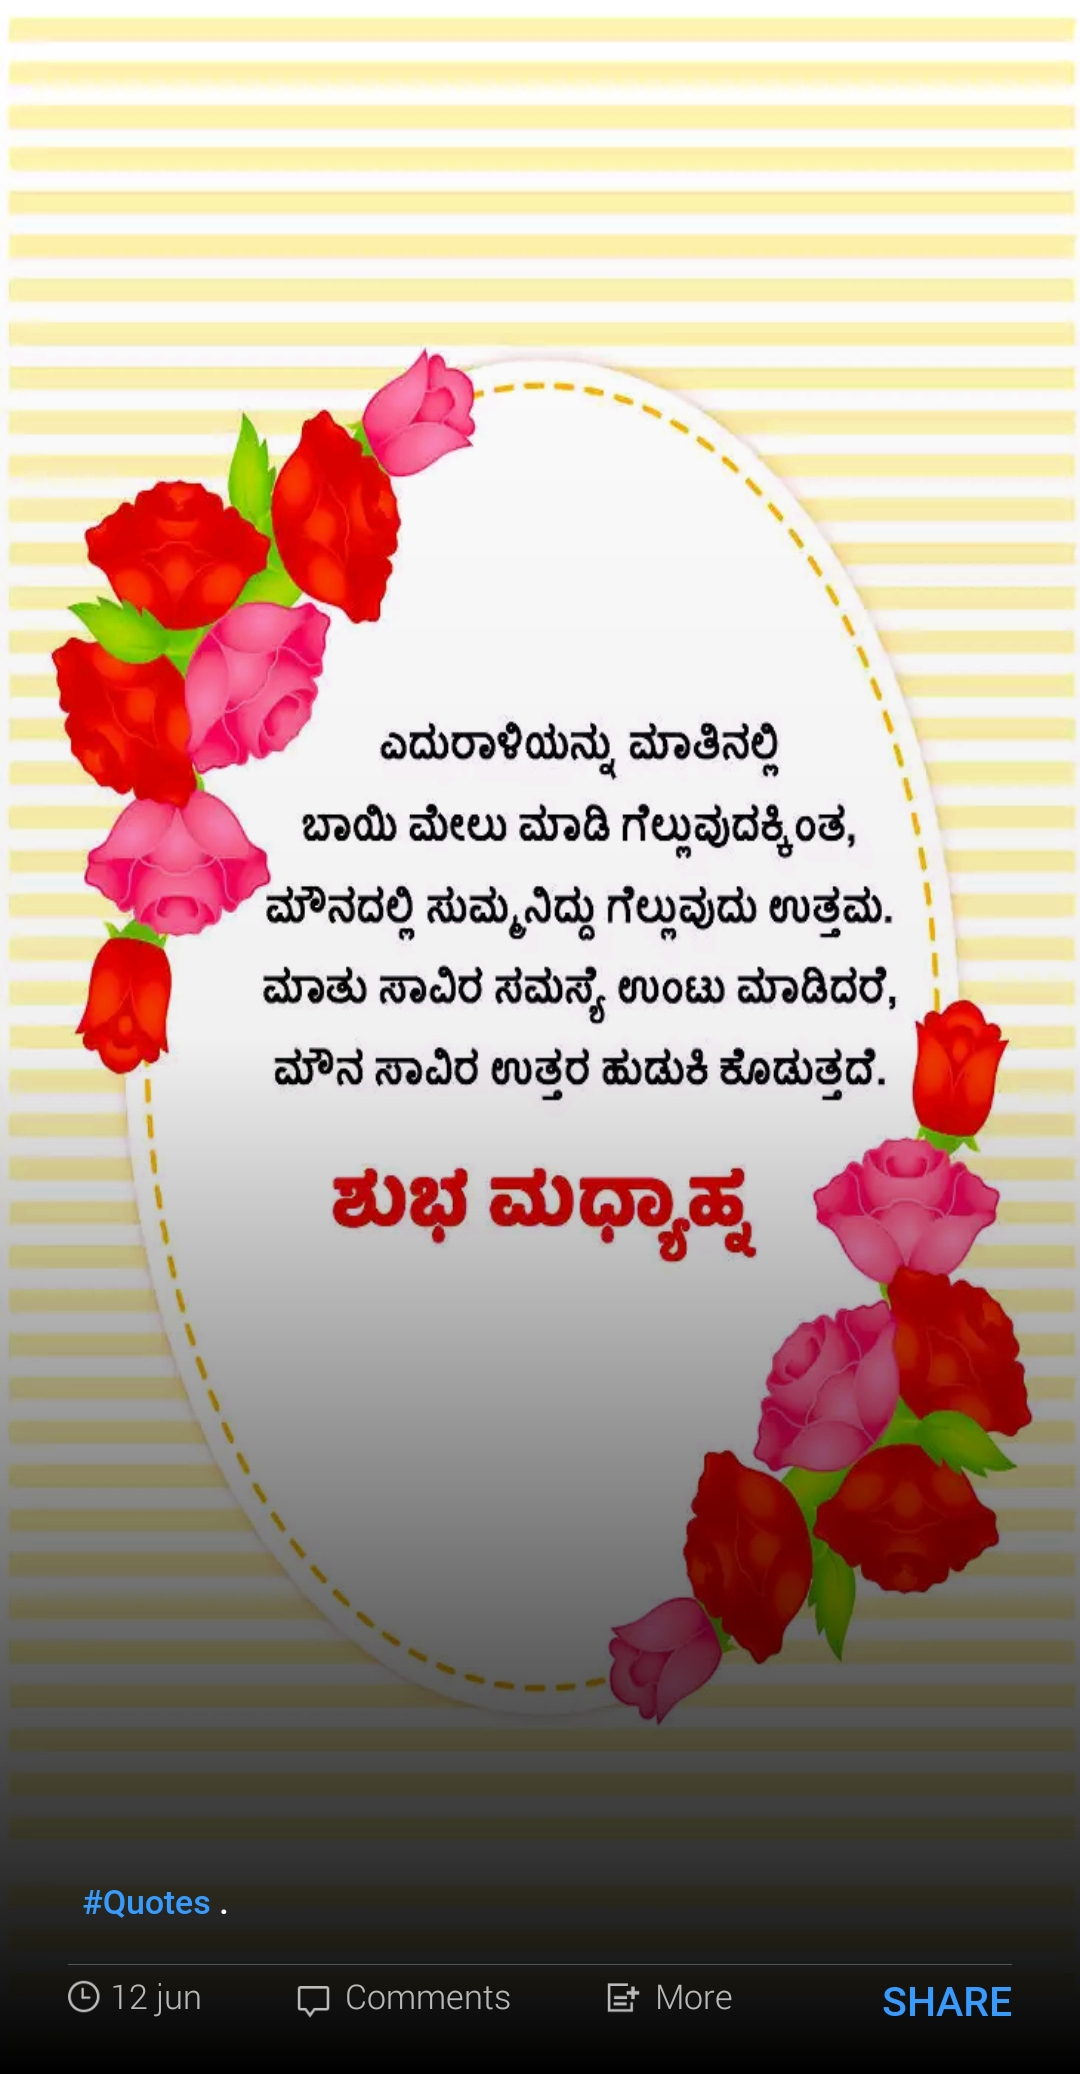 ಎದುರಾಳಿಯನ್ನು ಮಾತಿನಲ್ಲಿ
ಬಾಯಿ ಮೇಲು ಮಾಡಿ ಗೆಲ್ಲುವುದಕ್ಕಿಂತ,
ಮೌನದಲ್ಲಿ ಸುಮ್ಮನಿದ್ದು ಗೆಲ್ಲುವುದು ಉತ್ತಮ.
ಮಾತು ಸಾವಿರ ಸಮಸ್ಯೆ ಉಂಟು ಮಾಡಿದರೆ,
ಮೌನ ಸಾವಿರ ಉತ್ತರ ಹುಡುಕಿ ಕೊಡುತ್ತದೆ.
ಶುಭ ಮಧ್ಯಾಹ್ನ
#Quotes .
12 jun Comments More SHARE